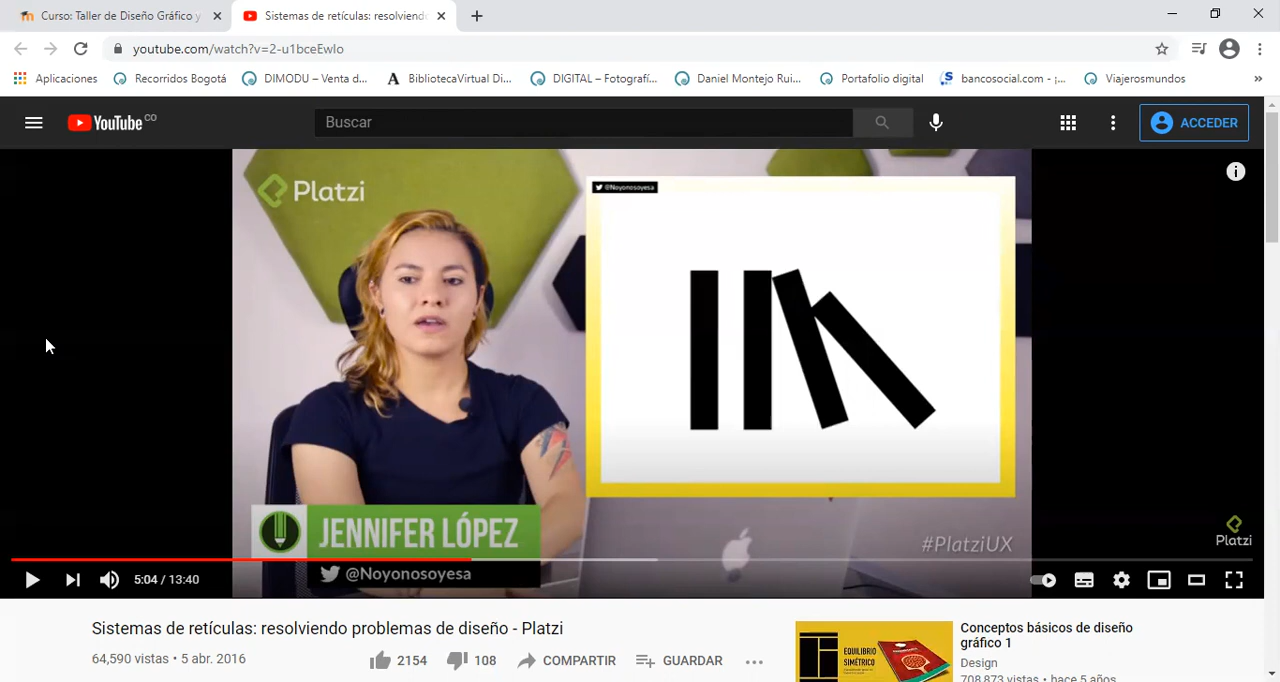 Curso: Taller de Diseño Gráfico y
Sistemas de retículas: resolviendo
youtube.com/watch?v=2-u1bceEwIo
Aplicaciones
Recorridos Bogotá
DIMODU – Venta d...
BibliotecaVirtual Di...
DIGITAL – Fotografí...
Daniel Montejo Rui...
Portafolio digital
bancosocial.com - ¡...
Viajerosmundos
»
YouTube CO
Buscar
ACCEDER
Platzi
@Noyonosoyesa
JENNIFER LÓPEZ
@Noyonosoyesa
#PlatziUX
Platzi
5:04 / 13:40
Sistemas de retículas: resolviendo problemas de diseño - Platzi
64,590 vistas • 5 abr. 2016
2154
108
COMPARTIR
GUARDAR
EQUILIBRIO
SIMÉTRICO
Conceptos básicos de diseño
gráfico 1
Design
708,873 vistas • hace 5 años